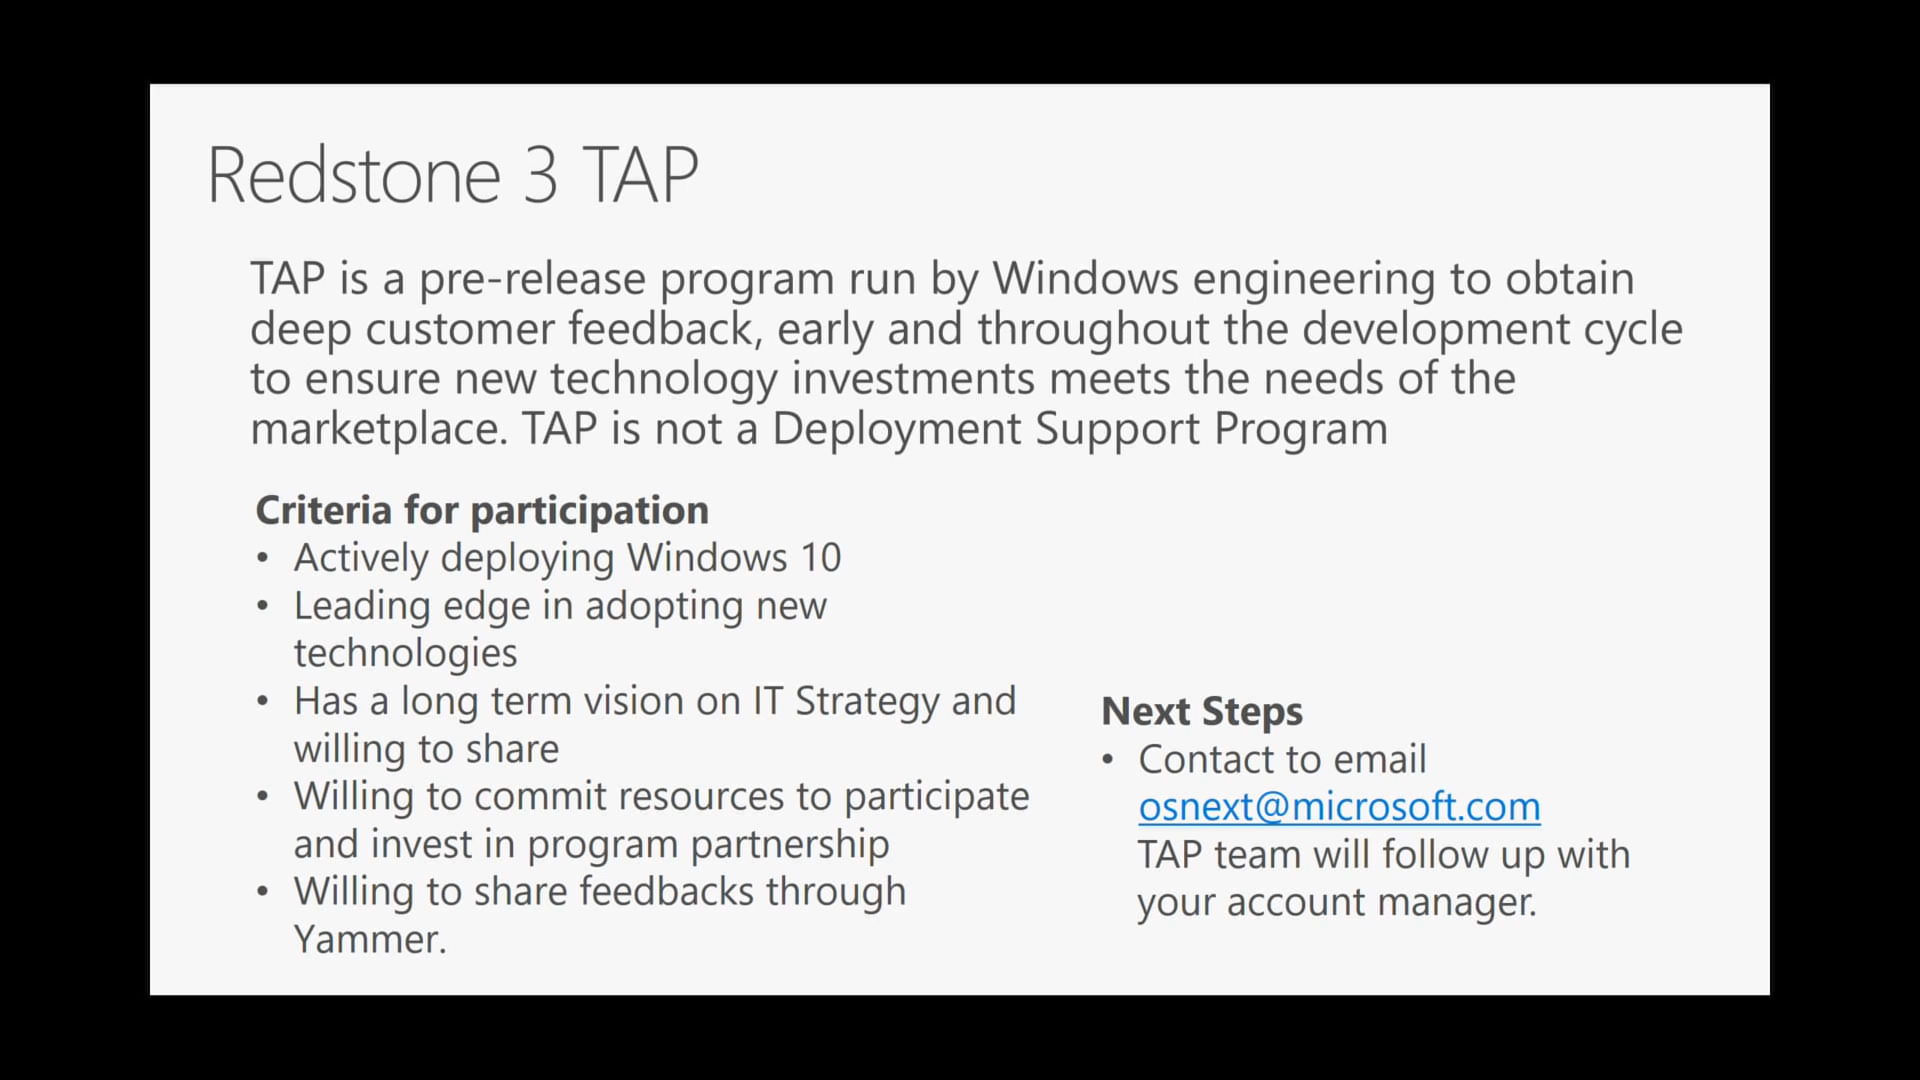 Redstone 3 TAP
TAP is a pre-release program run by Windows engineering to obtain
deep customer feedback, early and throughout the development cycle
to ensure new technology investments meets the needs of the
marketplace. TAP is not a Deployment Support Program
Criteria for participation
• Actively deploying Windows 10
• Leading edge in adopting new
technologies
• Has a long term vision on IT Strategy and
willing to share
• Willing to commit resources to participate
and invest in program partnership
• Willing to share feedbacks through
Yammer.
Next Steps
• Contact to email
osnext@microsoft.com
TAP team will follow up with
your account manager.